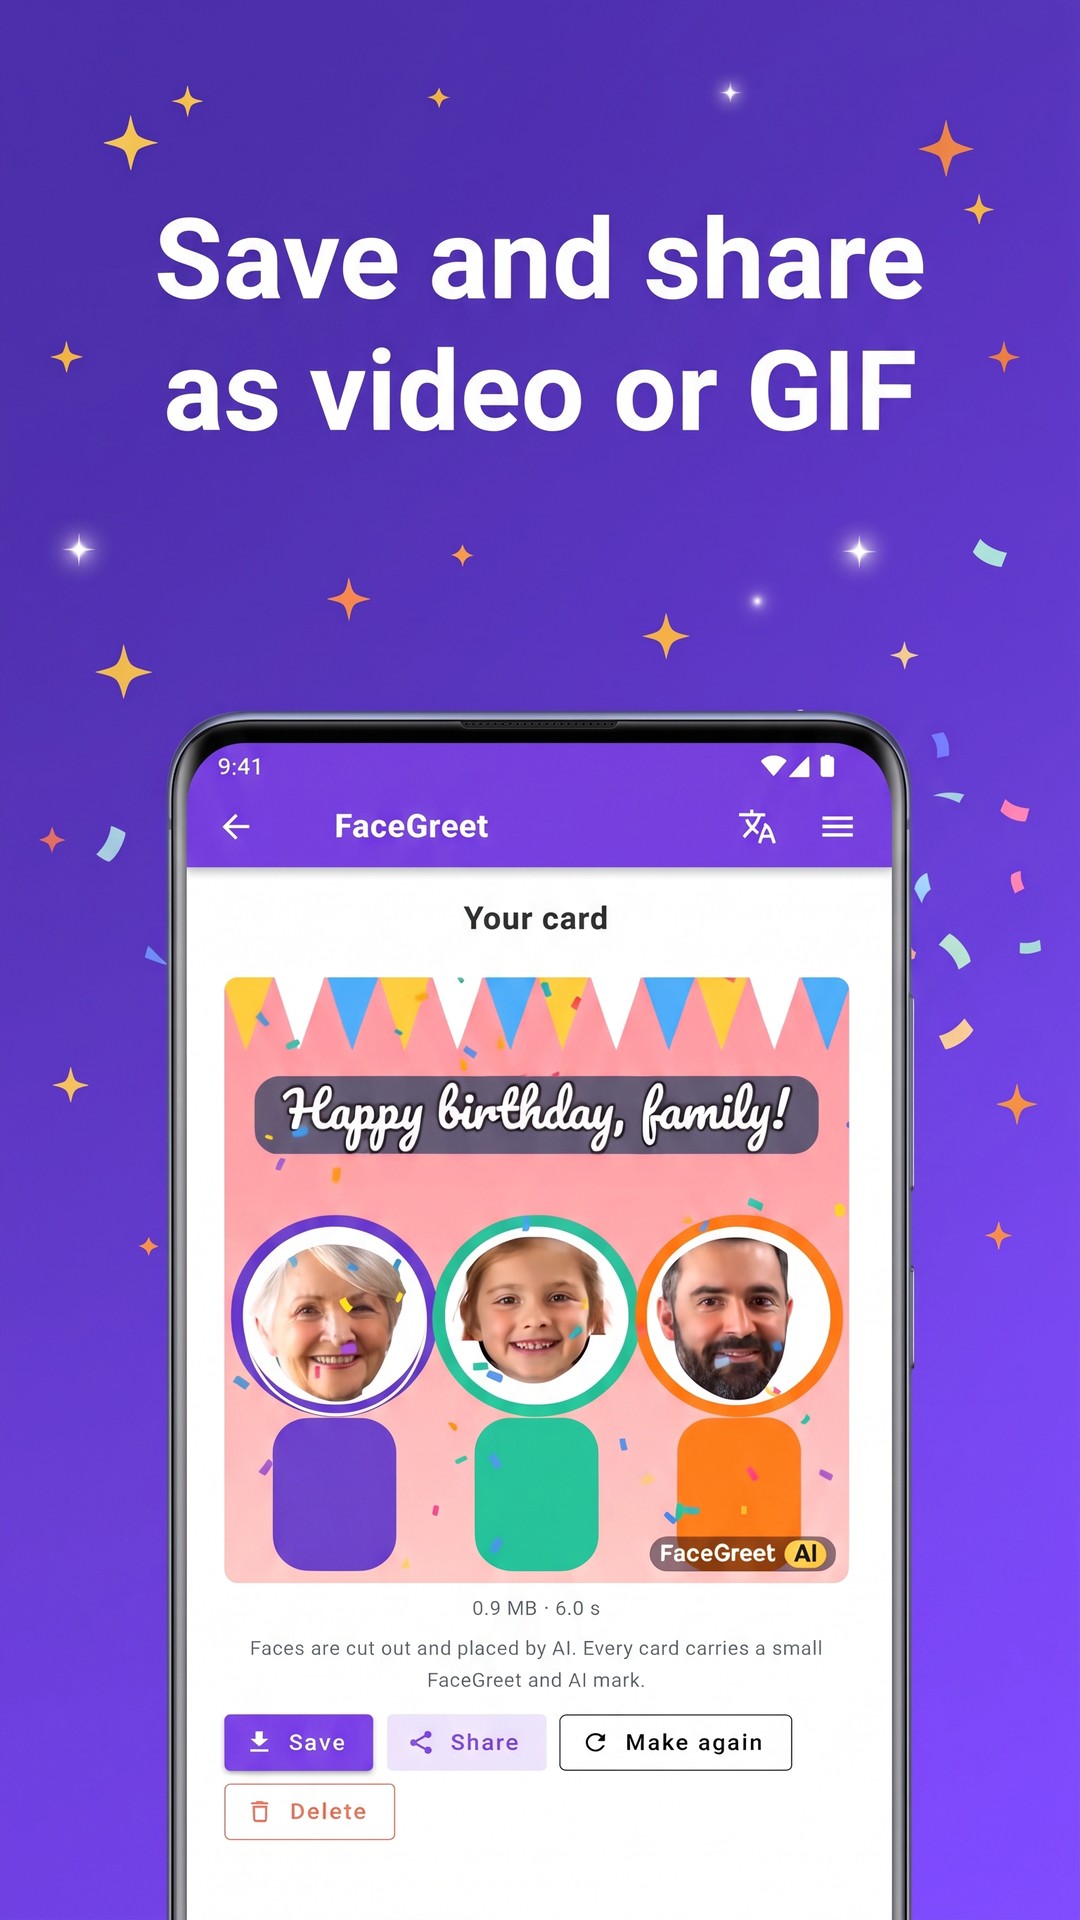 Save and share
as video or GIF
9:41
FaceGreet
Your card
Happy birthday, family!
FaceGreet AI
0.9 MB · 6.0 s
Faces are cut out and placed by AI. Every card carries a small
FaceGreet and AI mark.
Save
Share
Make again
Delete